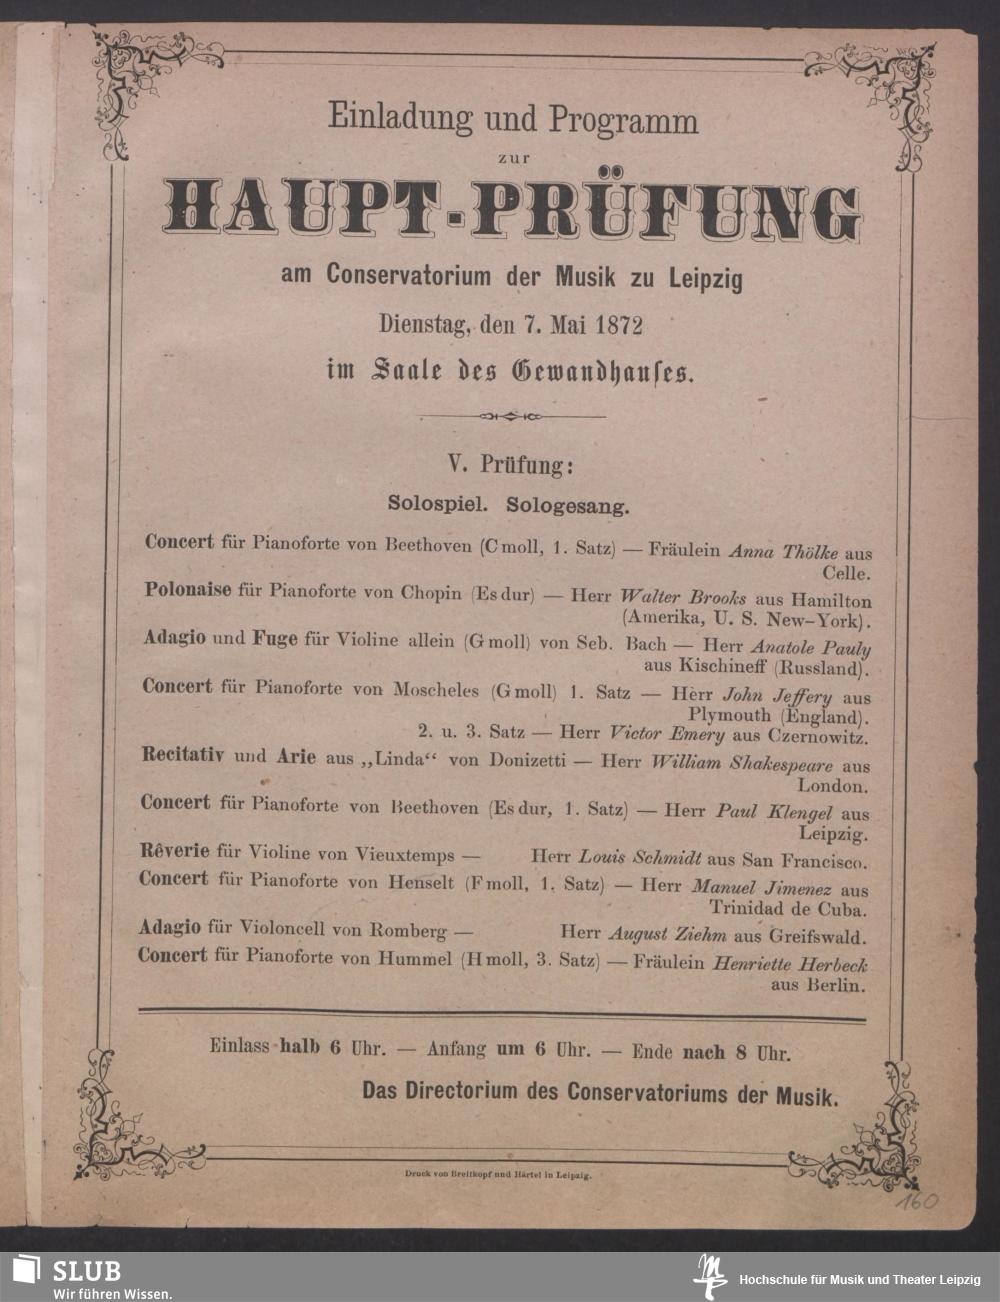 Einladung und Programm
zur
HAUPT-PRÜFUNG
am Conservatorium der Musik zu Leipzig
Dienstag, den 7. Mai 1872
im Saale des Gewandhauſes.
V. Prüfung:
Solospiel. Sologesang.
Concert für Pianoforte von Beethoven (C moll, 1. Satz) — Fräulein Anna Thölke aus
Celle.
Polonaise für Pianoforte von Chopin (Es dur) — Herr Walter Brooks aus Hamilton
(Amerika, U. S. New-York).
Adagio und Fuge für Violine allein (G moll) von Seb. Bach — Herr Anatole Pauly
aus Kischineff (Russland).
Concert für Pianoforte von Moscheles (G moll) 1. Satz — Herr John Jeffery aus
Plymouth (England).
2. u. 3. Satz — Herr Victor Emery aus Czernowitz.
Recitativ und Arie aus „Linda“ von Donizetti — Herr William Shakespeare aus
London.
Concert für Pianoforte von Beethoven (Es dur, 1. Satz) — Herr Paul Klengel aus
Leipzig.
Rêverie für Violine von Vieuxtemps — Herr Louis Schmidt aus San Francisco.
Concert für Pianoforte von Henselt (F moll, 1. Satz) — Herr Manuel Jimenez aus
Trinidad de Cuba.
Adagio für Violoncell von Romberg — Herr August Ziehm aus Greifswald.
Concert für Pianoforte von Hummel (H moll, 3. Satz) — Fräulein Henriette Herbeck
aus Berlin.
Einlass halb 6 Uhr. — Anfang um 6 Uhr. — Ende nach 8 Uhr.
Das Directorium des Conservatoriums der Musik.
Druck von Breitkopf und Härtel in Leipzig.
160
SLUB
Wir führen Wissen.
Hochschule für Musik und Theater Leipzig